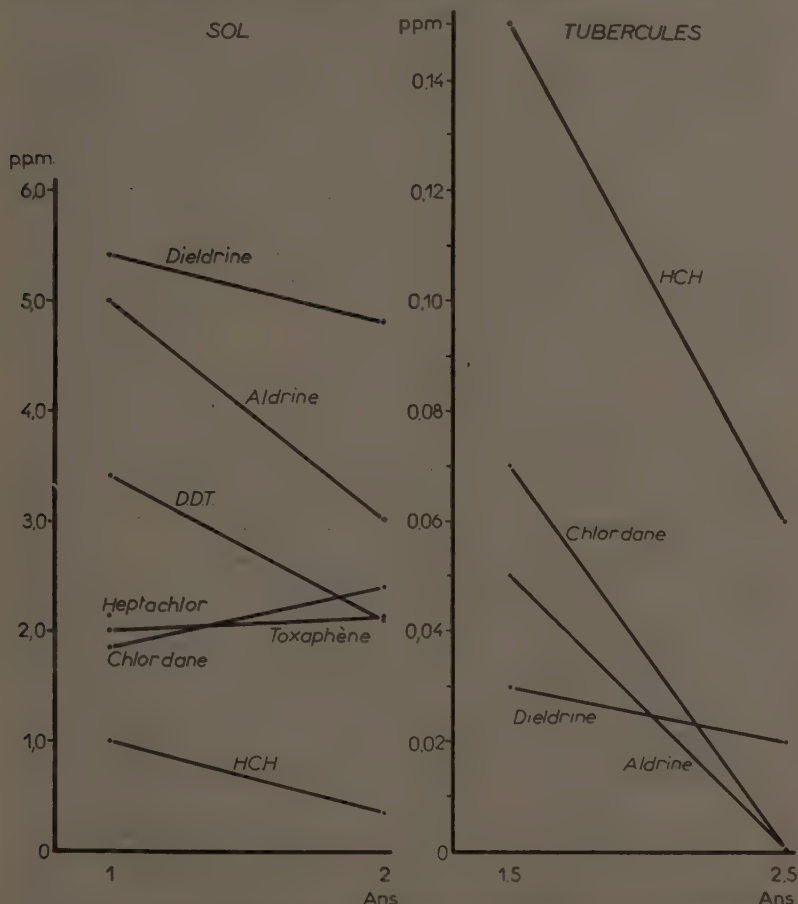 SOL
p.p.m.
6,0
5,0
4,0
3,0
2,0
1,0
0
Dieldrine
Aldrine
D.D.T.
Heptachlor
Toxaphène
Chlordane
HCH
1
2
Ans
TUBERCULES
ppm
0.14
0,12
0,10
0,08
0,06
0,04
0,02
0
HCH
Chlordane
Dieldrine
Aldrine
1,5
2,5
Ans